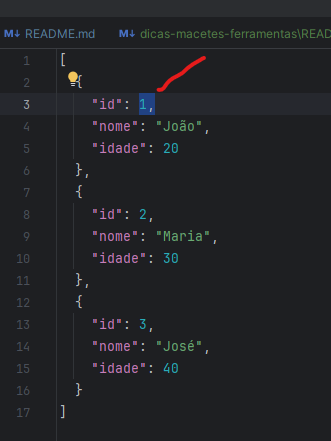 README.md dicas-macetes-ferramentas\READ
1 [
2 {
3 "id": 1,
4 "nome": "João",
5 "idade": 20
6 },
7 {
8 "id": 2,
9 "nome": "Maria",
10 "idade": 30
11 },
12 {
13 "id": 3,
14 "nome": "José",
15 "idade": 40
16 }
17 ]